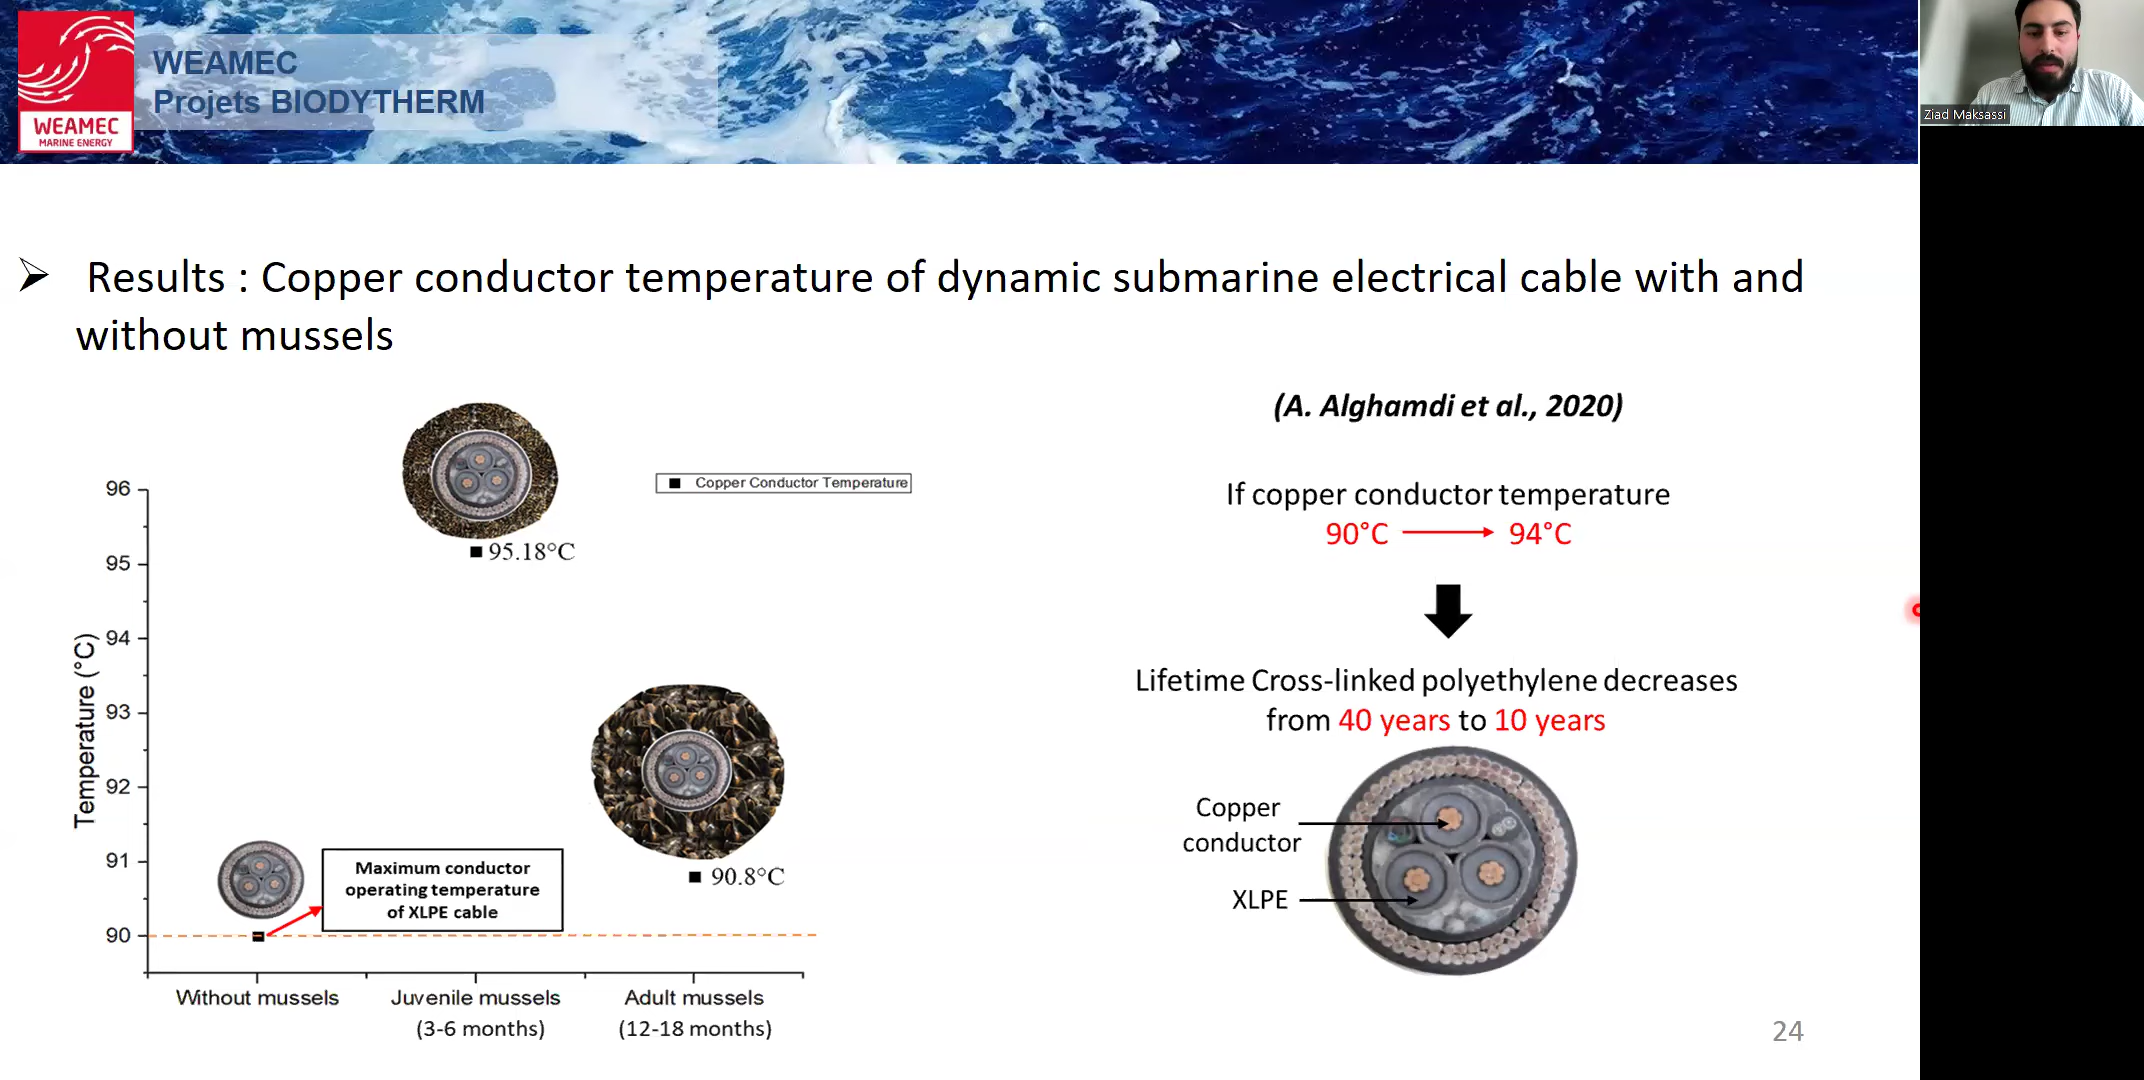 WEAMEC
Projets BIODYTHERM
WEAMEC
MARINE ENERGY
Ziad Maksassi
➢ Results : Copper conductor temperature of dynamic submarine electrical cable with and
without mussels
96
95
94
93
92
91
90
Temperature (°C)
Copper Conductor Temperature
95.18°C
90.8°C
Maximum conductor
operating temperature
of XLPE cable
Without mussels
Juvenile mussels
(3-6 months)
Adult mussels
(12-18 months)
(A. Alghamdi et al., 2020)
If copper conductor temperature
90°C 94°C
Lifetime Cross-linked polyethylene decreases
from 40 years to 10 years
Copper
conductor
XLPE
24